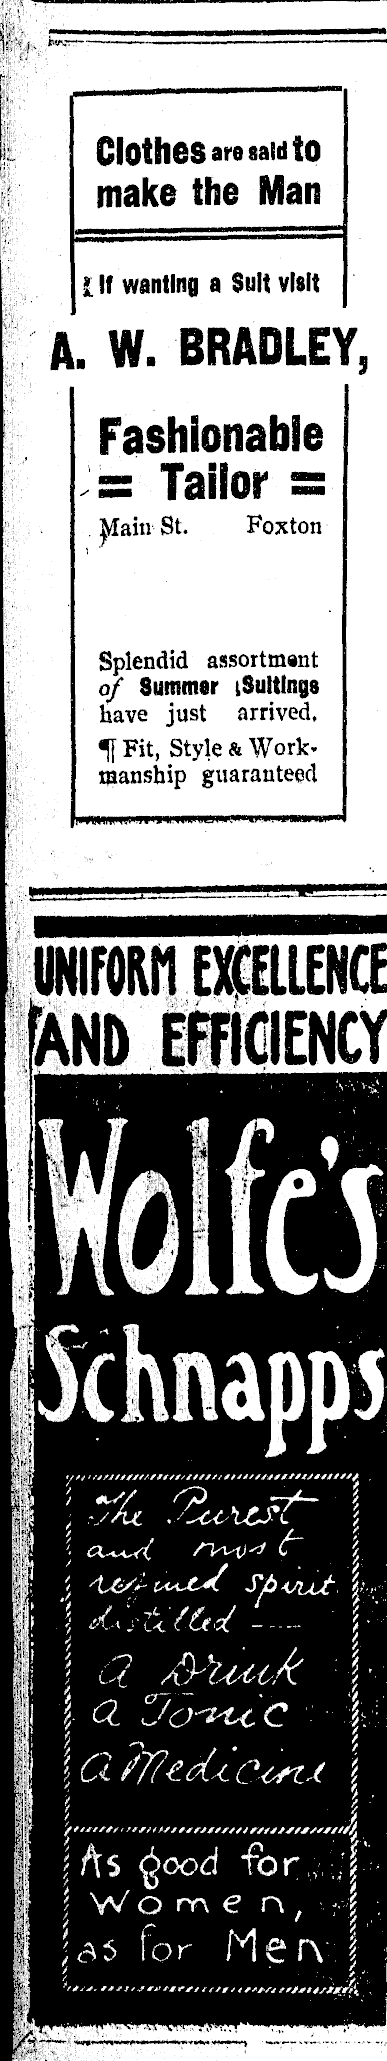 Clothes are said to
make the Man
If wanting a Suit visit
A. W. BRADLEY,
Fashionable
= Tailor =
Main St. Foxton
Splendid assortment
of Summer Suitings
have just arrived.
¶ Fit, Style & Work-
manship guaranteed
UNIFORM EXCELLENCE
AND EFFICIENCY
Wolfe's
Schnapps
The Purest
and most
refined spirit
distilled —
a Drink
a Tonic
a Medicine
As good for
Women,
as for Men